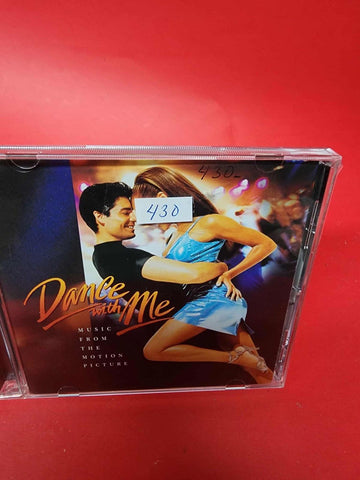 430-
430
Dance
with Me
MUSIC
FROM
THE
MOTION
PICTURE